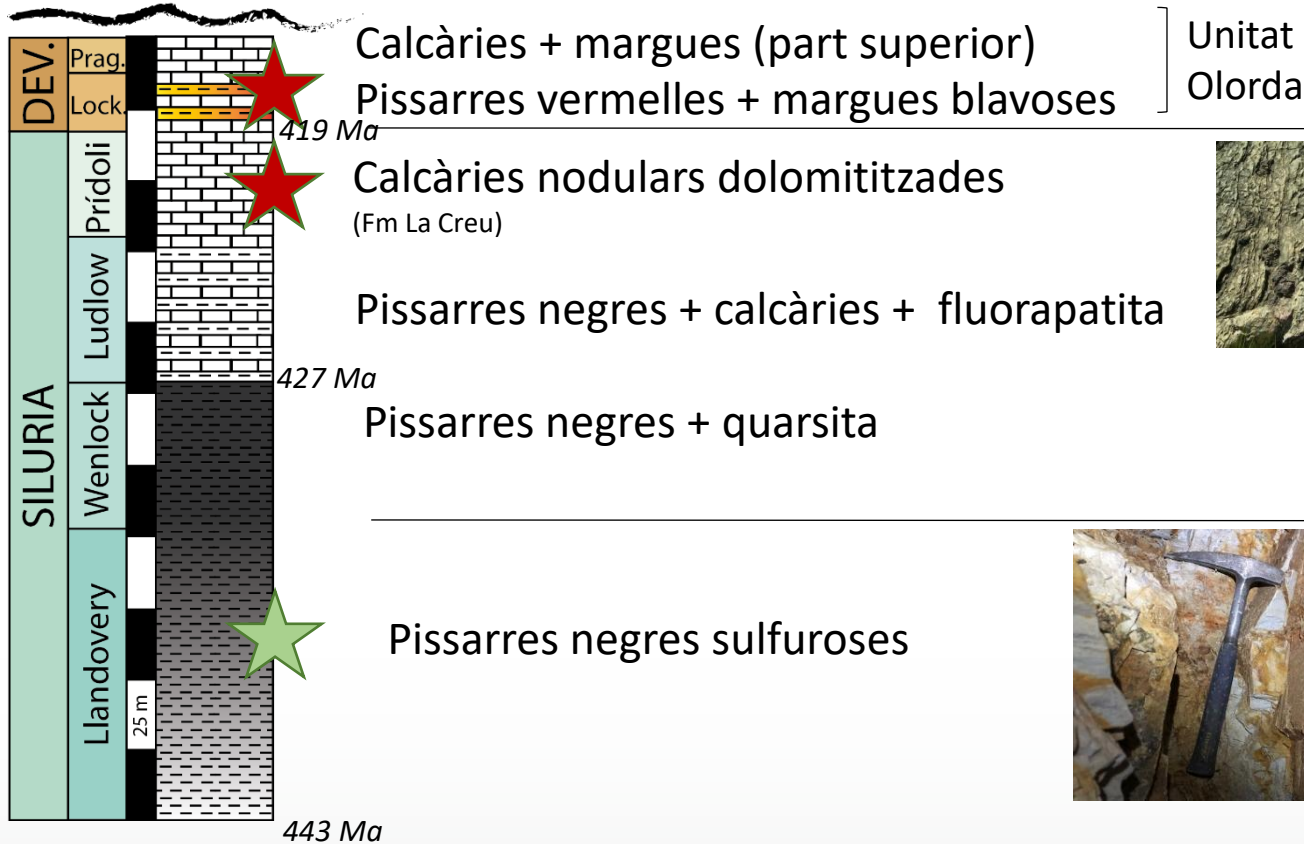 DEV.
Prag.
Lock.
SILURIA
Prídoli
Ludlow
Wenlock
Llandovery
25 m
419 Ma
427 Ma
443 Ma
Calcàries + margues (part superior)
Pissarres vermelles + margues blavoses
Unitat
Olorda
Calcàries nodulars dolomititzades
(Fm La Creu)
Pissarres negres + calcàries + fluorapatita
Pissarres negres + quarsita
Pissarres negres sulfuroses